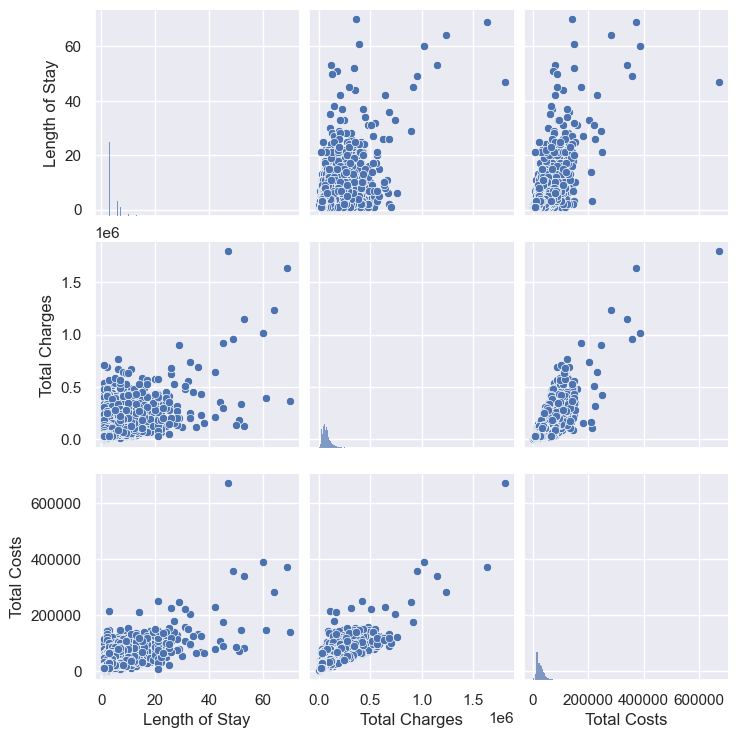 Length of Stay
60
40
20
0
1e6
Total Charges
1.5
1.0
0.5
0.0
Total Costs
600000
400000
200000
0
0 20 40 60 0.0 0.5 1.0 1.5 0 200000 400000 600000
Length of Stay Total Charges 1e6 Total Costs